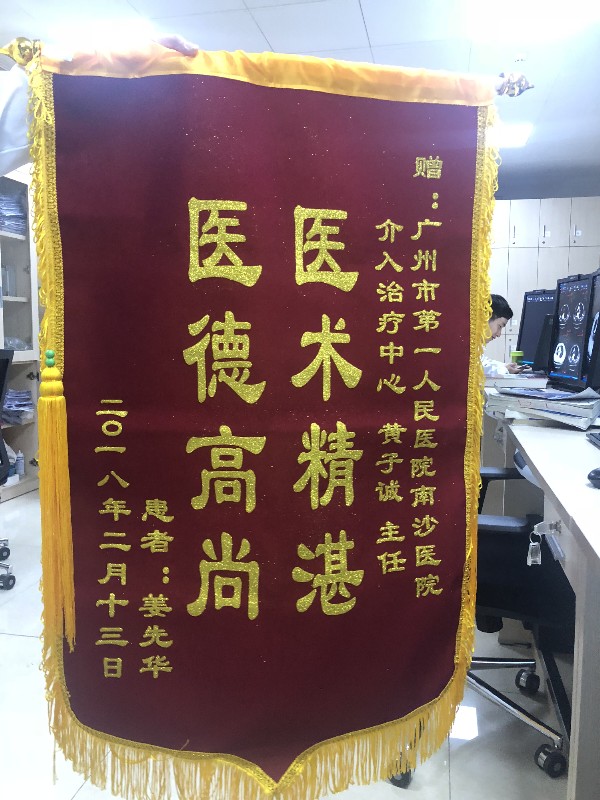 赠：广州市第一人民医院南沙医院
介入治疗中心 黄子诚 主任
医术精湛
医德高尚
患者：姜先华
二〇一八年二月十三日